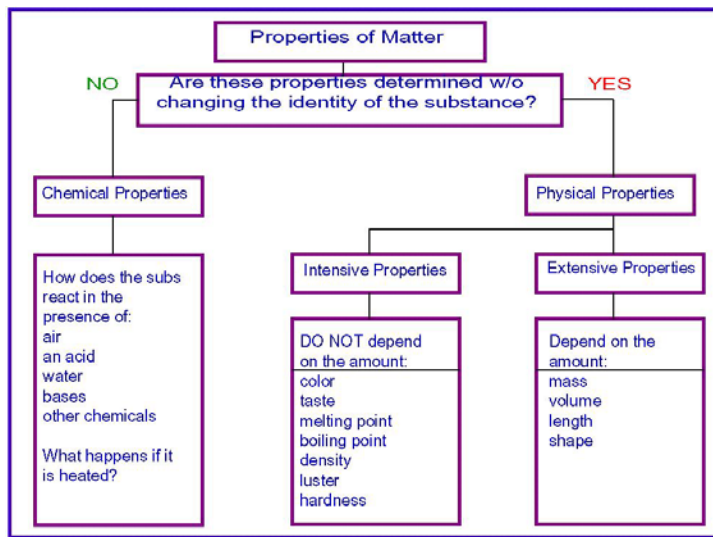 Properties of Matter
NO
Are these properties determined w/o
changing the identity of the substance?
YES
Chemical Properties
Physical Properties
How does the subs
react in the
presence of:
air
an acid
water
bases
other chemicals
What happens if it
is heated?
Intensive Properties
DO NOT depend
on the amount:
color
taste
melting point
boiling point
density
luster
hardness
Extensive Properties
Depend on the
amount:
mass
volume
length
shape